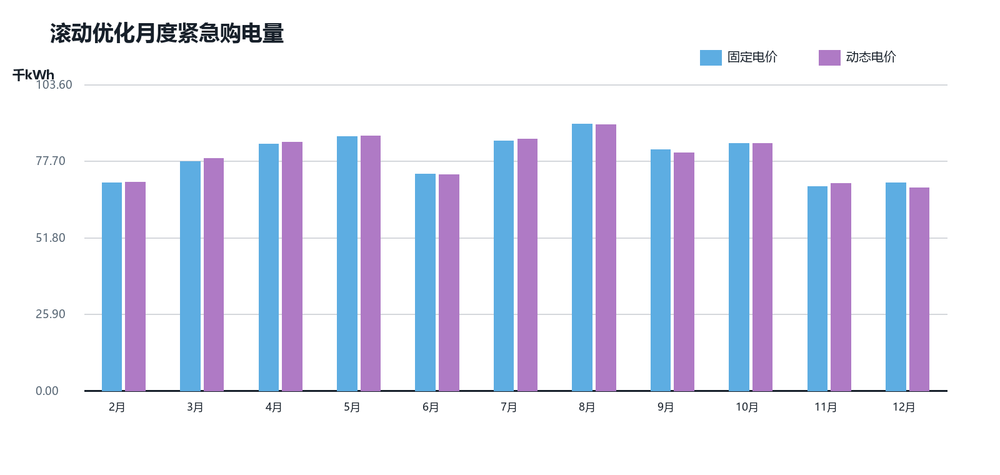 滚动优化月度紧急购电量
固定电价 动态电价
千kWh
103.60
77.70
51.80
25.90
0.00
2月 3月 4月 5月 6月 7月 8月 9月 10月 11月 12月